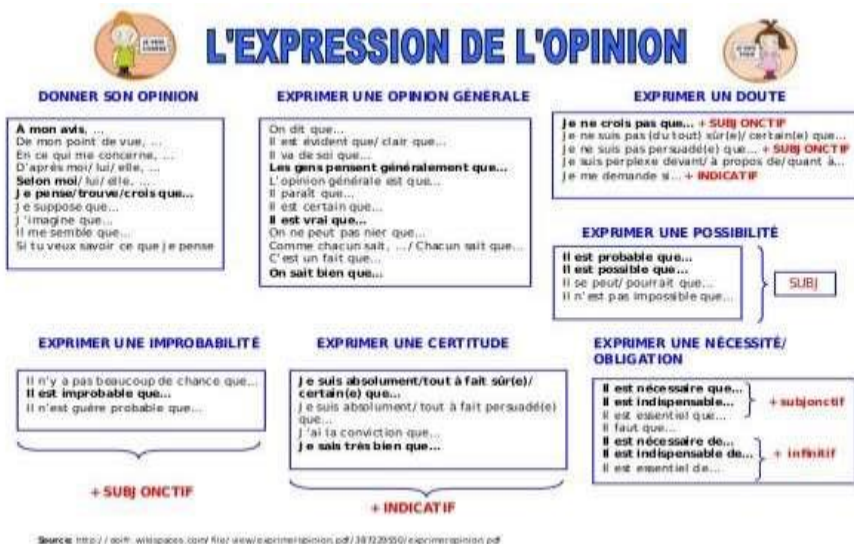 L'EXPRESSION DE L'OPINION
DONNER SON OPINION
À mon avis, ...
De mon point de vue, ...
En ce qui me concerne, ...
D'après moi/ lui/ elle, ...
Selon moi/ lui/ elle, ...
Je pense/trouve/crois que...
Je suppose que...
J'imagine que...
Il me semble que...
Si tu veux savoir ce que je pense
EXPRIMER UNE OPINION GÉNÉRALE
On dit que...
Il est évident que/ clair que...
Il va de soi que...
Les gens pensent généralement que...
L'opinion générale est que...
Il paraît que...
Il est certain que...
Il est vrai que...
On ne peut pas nier que...
Comme chacun sait, .../ Chacun sait que...
C'est un fait que...
On sait bien que...
EXPRIMER UN DOUTE
Je ne crois pas que... + SUBJONCTIF
Je ne suis pas (du tout) sûr(e)/ certain(e) que...
Je ne suis pas persuadé(e) que... + SUBJONCTIF
Je suis perplexe devant/ à propos de/quant à...
Je me demande si... + INDICATIF
EXPRIMER UNE POSSIBILITÉ
Il est probable que...
Il est possible que...
Il se peut/ pourrait que...
Il n'est pas impossible que...
SUBJ
EXPRIMER UNE IMPROBABILITÉ
Il n'y a pas beaucoup de chance que...
Il est improbable que...
Il n'est guère probable que...
+ SUBJONCTIF
EXPRIMER UNE CERTITUDE
Je suis absolument/tout à fait sûr(e)/
certain(e) que...
Je suis absolument/ tout à fait persuadé(e)
que...
J'ai la conviction que...
Je sais très bien que...
+ INDICATIF
EXPRIMER UNE NÉCESSITÉ/
OBLIGATION
Il est nécessaire que...
Il est indispensable...
Il est essentiel que...
Il faut que...
+ subjonctif
Il est nécessaire de...
Il est indispensable de...
Il est essentiel de...
+ infinitif
Source: